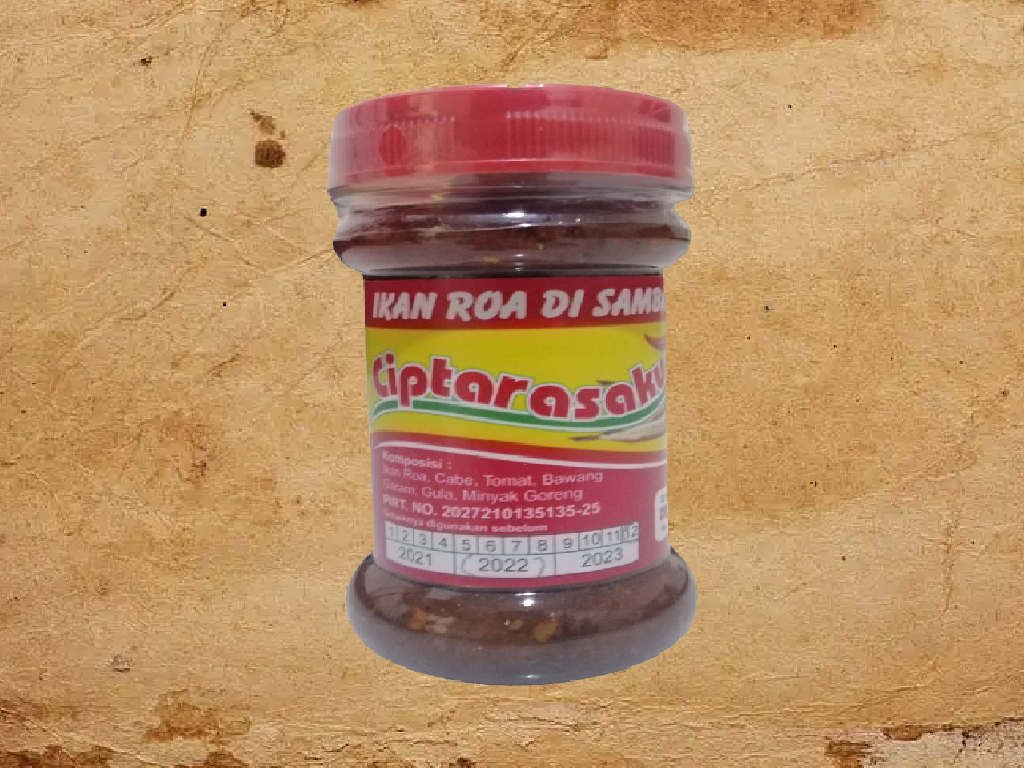 IKAN ROA DI SAMB
Ciptarasaku
Komposisi :
Ikan Roa, Cabe, Tomat, Bawang
Garam, Gula, Minyak Goreng
PIRT. NO. 2027210135135-25
Sebaiknya digunakan sebelum
1 2 3 4 5 6 7 8 9 10 11 12
2021 2022 2023